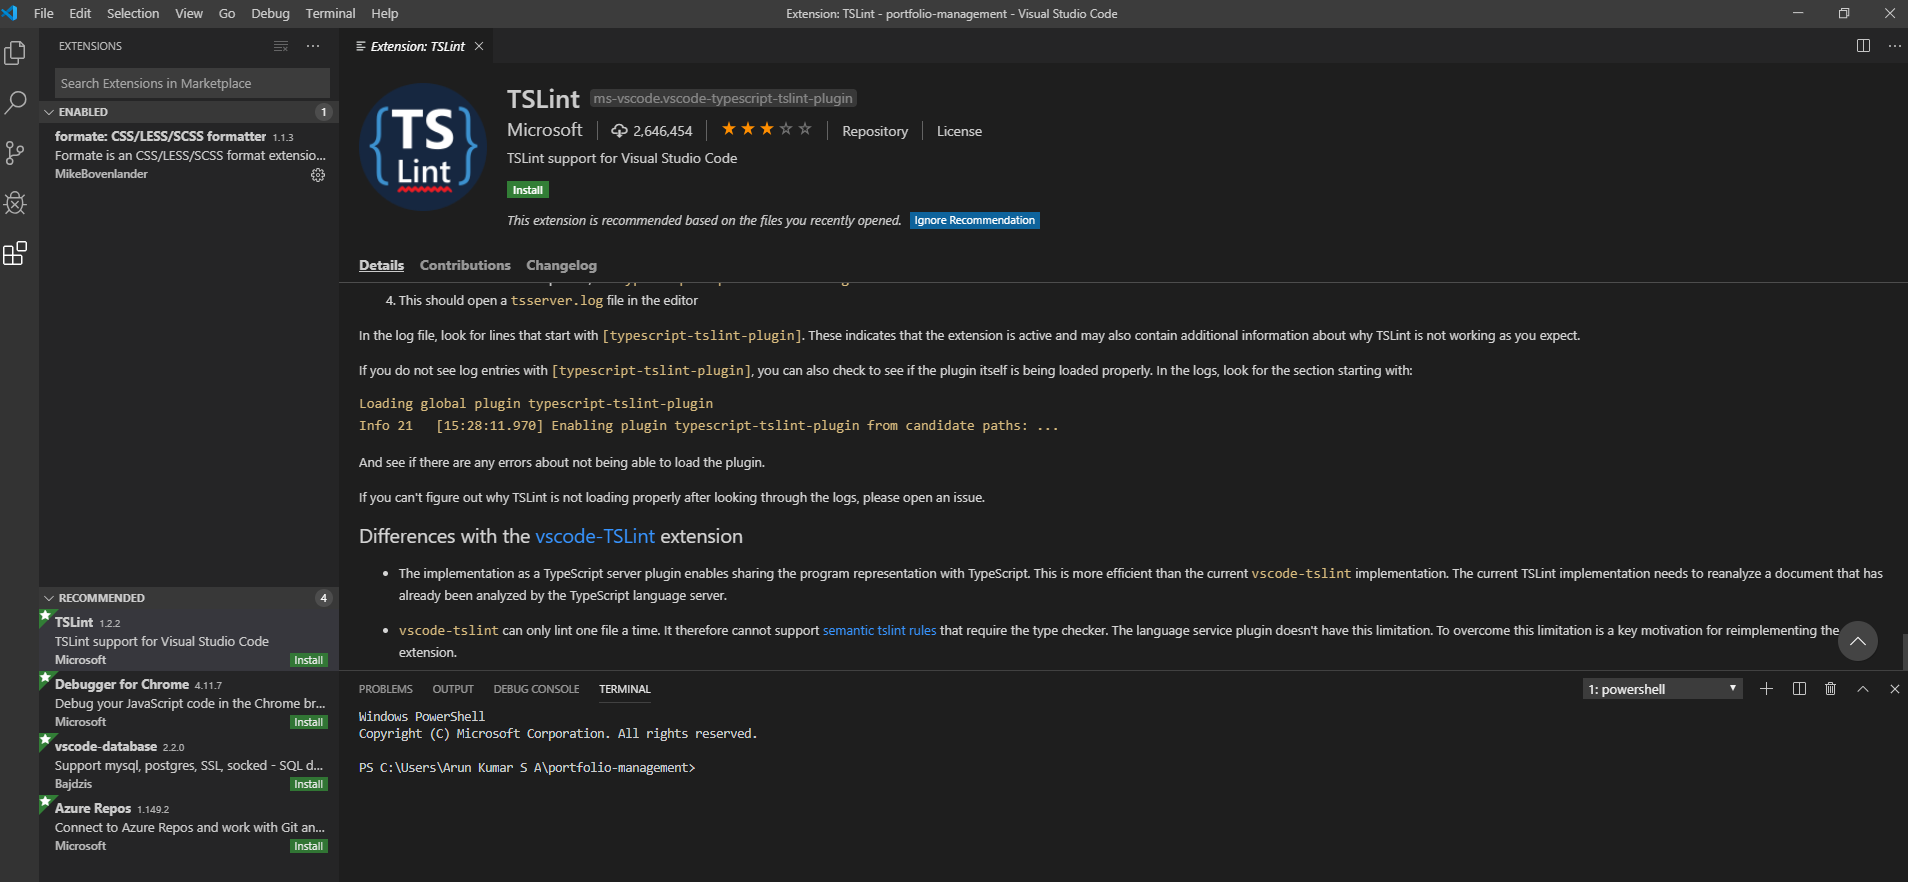 File Edit Selection View Go Debug Terminal Help
Extension: TSLint - portfolio-management - Visual Studio Code
EXTENSIONS
Search Extensions in Marketplace
ENABLED 1
formate: CSS/LESS/SCSS formatter 1.1.3
Formate is an CSS/LESS/SCSS format extensio...
MikeBovenlander
RECOMMENDED 4
TSLint 1.2.2
TSLint support for Visual Studio Code
Microsoft Install
Debugger for Chrome 4.11.7
Debug your JavaScript code in the Chrome br...
Microsoft Install
vscode-database 2.2.0
Support mysql, postgres, SSL, socked - SQL d...
Bajdzis Install
Azure Repos 1.149.2
Connect to Azure Repos and work with Git an...
Microsoft Install
Extension: TSLint
TS
Lint
TSLint ms-vscode.vscode-typescript-tslint-plugin
Microsoft 2,646,454 Repository License
TSLint support for Visual Studio Code
Install
This extension is recommended based on the files you recently opened. Ignore Recommendation
Details Contributions Changelog
4. This should open a tsserver.log file in the editor
In the log file, look for lines that start with [typescript-tslint-plugin]. These indicates that the extension is active and may also contain additional information about why TSLint is not working as you expect.
If you do not see log entries with [typescript-tslint-plugin], you can also check to see if the plugin itself is being loaded properly. In the logs, look for the section starting with:
Loading global plugin typescript-tslint-plugin
Info 21 [15:28:11.970] Enabling plugin typescript-tslint-plugin from candidate paths: ...
And see if there are any errors about not being able to load the plugin.
If you can't figure out why TSLint is not loading properly after looking through the logs, please open an issue.
Differences with the vscode-TSLint extension
• The implementation as a TypeScript server plugin enables sharing the program representation with TypeScript. This is more efficient than the current vscode-tslint implementation. The current TSLint implementation needs to reanalyze a document that has
already been analyzed by the TypeScript language server.
• vscode-tslint can only lint one file a time. It therefore cannot support semantic tslint rules that require the type checker. The language service plugin doesn't have this limitation. To overcome this limitation is a key motivation for reimplementing the
extension.
PROBLEMS OUTPUT DEBUG CONSOLE TERMINAL
1: powershell
Windows PowerShell
Copyright (C) Microsoft Corporation. All rights reserved.
PS C:\Users\Arun Kumar S A\portfolio-management>